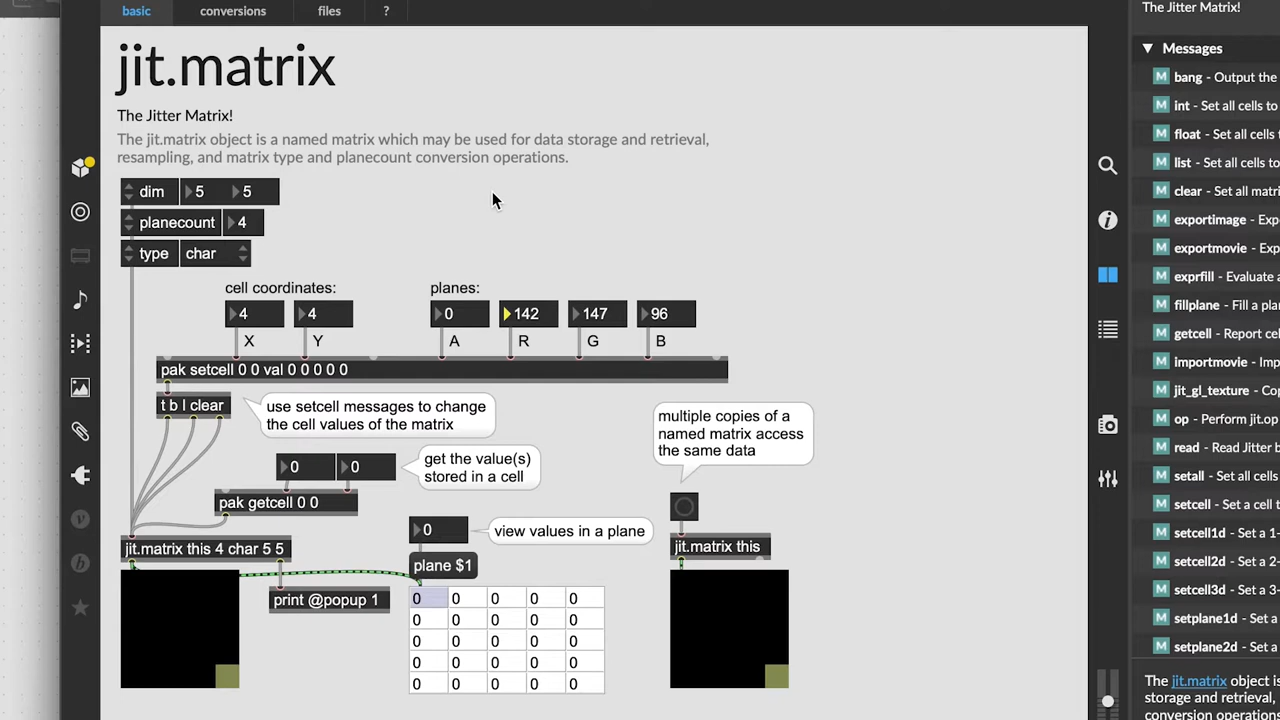 basic
conversions
files
?
jit.matrix
The Jitter Matrix!
The jit.matrix object is a named matrix which may be used for data storage and retrieval,
resampling, and matrix type and planecount conversion operations.
dim 5 5
planecount 4
type char
cell coordinates:
planes:
4 4 0 142 147 96
X Y A R G B
pak setcell 0 0 val 0 0 0 0 0
t b l clear
use setcell messages to change
the cell values of the matrix
multiple copies of a
named matrix access
the same data
0 0
get the value(s)
stored in a cell
pak getcell 0 0
0
view values in a plane
jit.matrix this 4 char 5 5
plane $1
jit.matrix this
print @popup 1
0 0 0 0 0
0 0 0 0 0
0 0 0 0 0
0 0 0 0 0
0 0 0 0 0
The Jitter Matrix!
Messages
M bang - Output the
M int - Set all cells to
M float - Set all cells to
M list - Set all cells to
M clear - Set all matri
M exportimage - Exp
M exportmovie - Exp
M exprfill - Evaluate a
M fillplane - Fill a plan
M getcell - Report cel
M importmovie - Imp
M jit_gl_texture - Cop
M op - Perform jit.op
M read - Read Jitter b
M setall - Set all cells
M setcell - Set a cell t
M setcell1d - Set a 1-
M setcell2d - Set a 2-
M setcell3d - Set a 3-
M setplane1d - Set a
M setplane2d - Set a
The jit.matrix object is
storage and retrieval,
conversion operations.